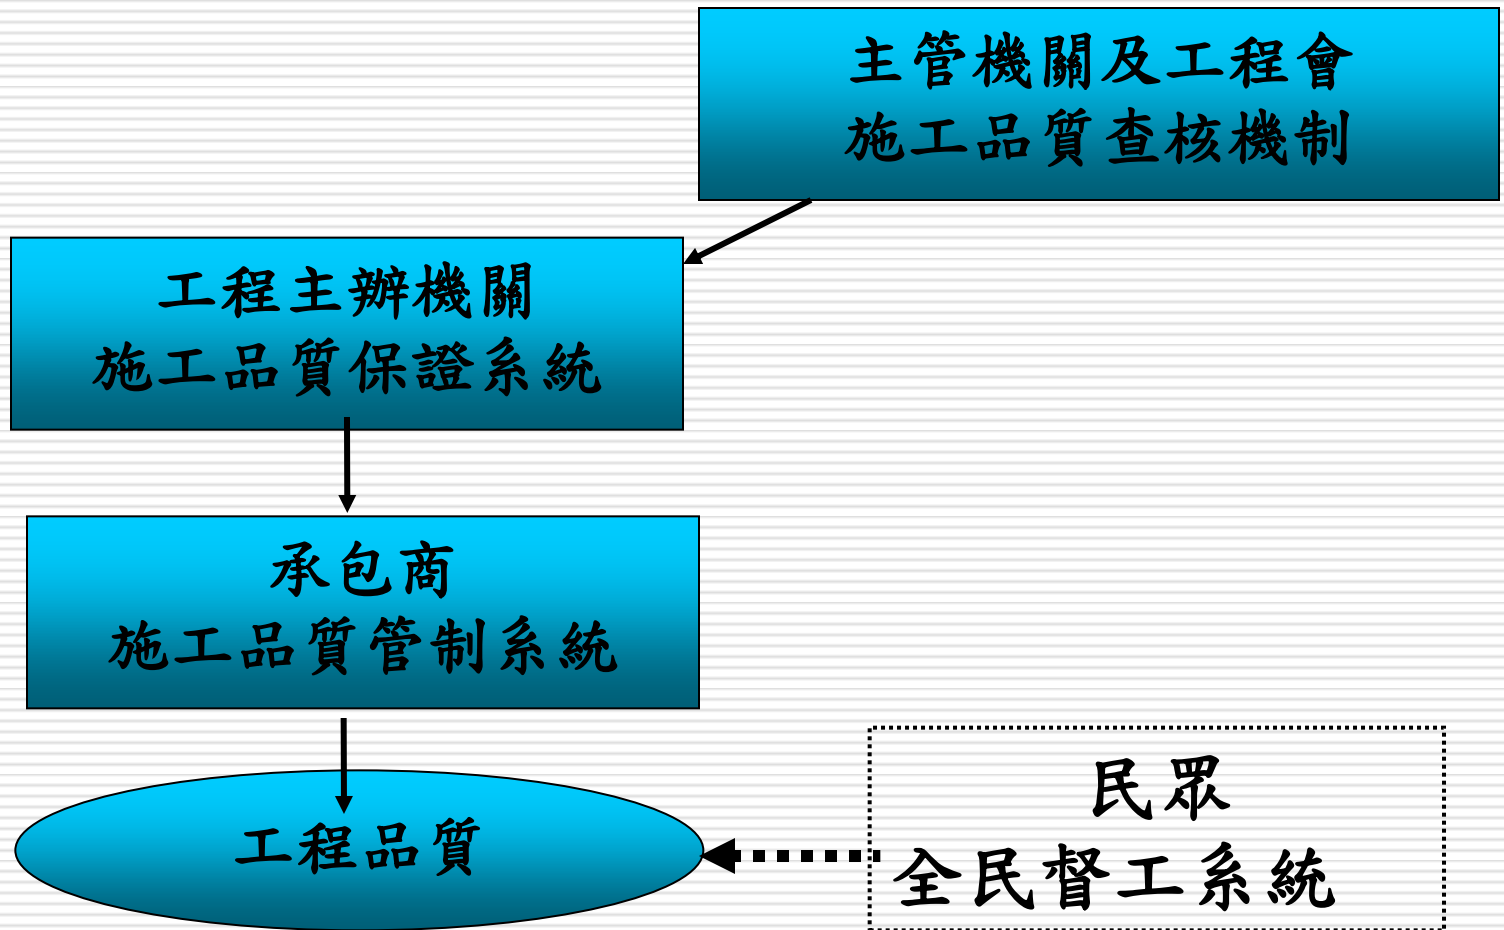 主管機關及工程會
施工品質查核機制
工程主辦機關
施工品質保證系統
承包商
施工品質管制系統
工程品質
民眾
全民督工系統